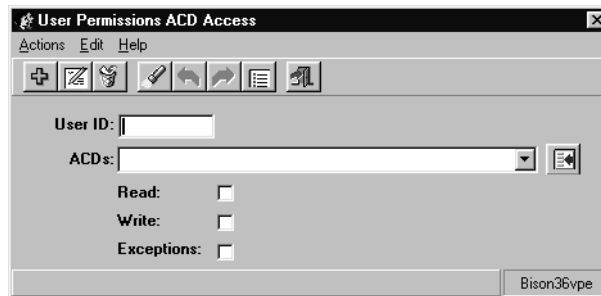 User Permissions ACD Access
Actions Edit Help
User ID:
ACDs:
Read:
Write:
Exceptions:
Bison36vpe